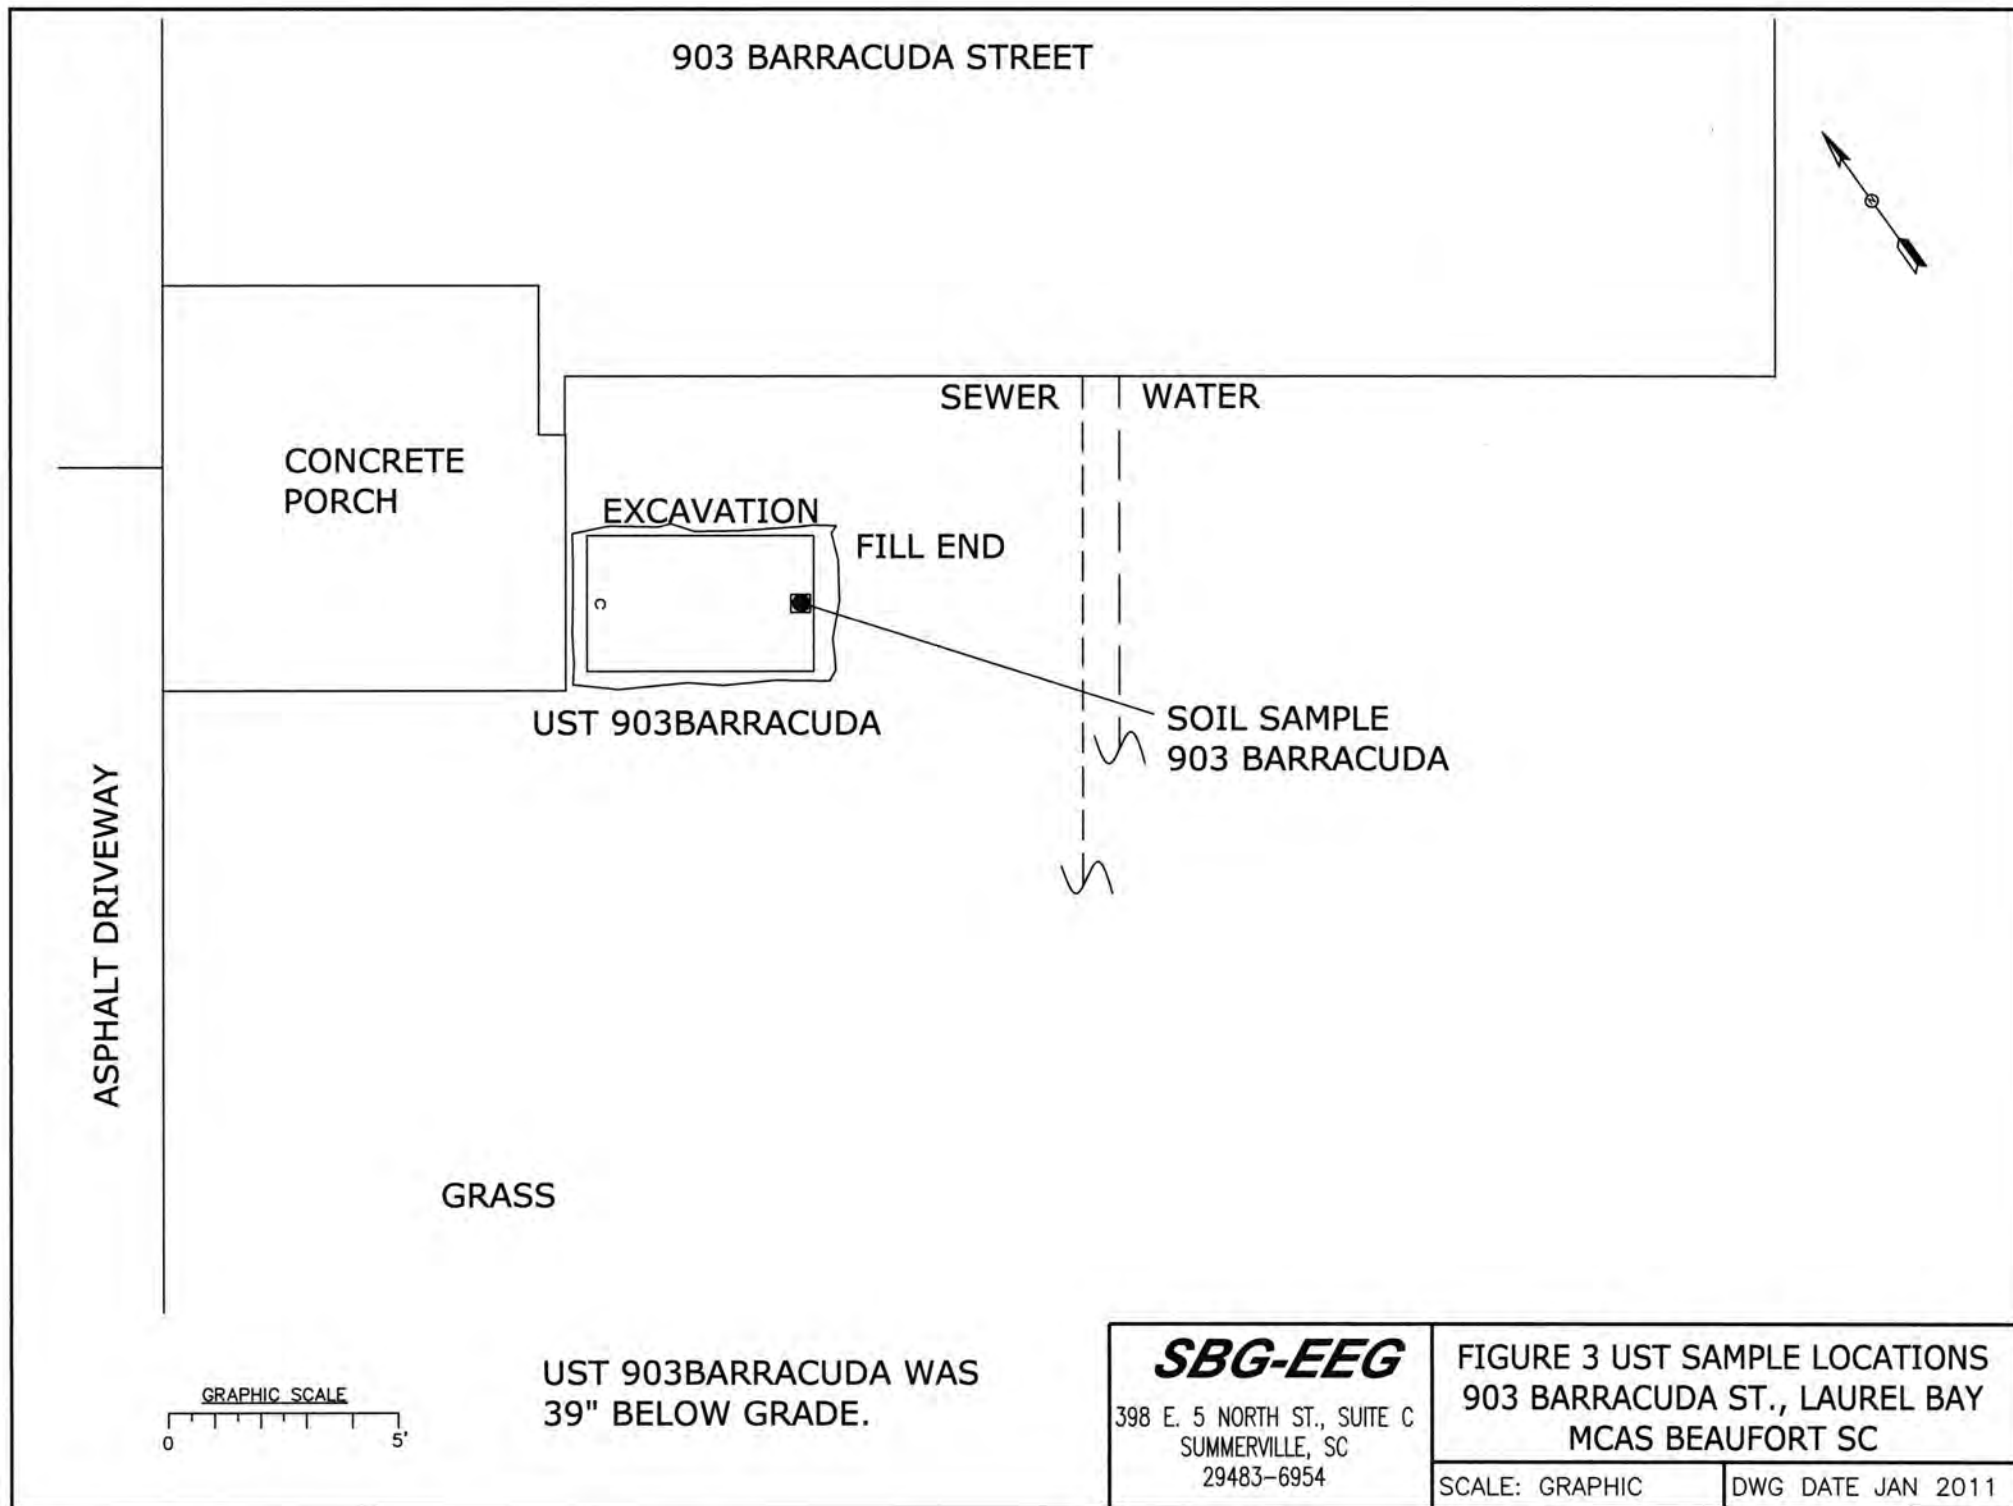 903 BARRACUDA STREET
SEWER
WATER
CONCRETE
PORCH
EXCAVATION
FILL END
C
UST 903BARRACUDA
SOIL SAMPLE
903 BARRACUDA
ASPHALT DRIVEWAY
GRASS
GRAPHIC SCALE
0
5'
UST 903BARRACUDA WAS
39" BELOW GRADE.
SBG-EEG
398 E. 5 NORTH ST., SUITE C
SUMMERVILLE, SC
29483-6954
FIGURE 3 UST SAMPLE LOCATIONS
903 BARRACUDA ST., LAUREL BAY
MCAS BEAUFORT SC
SCALE: GRAPHIC
DWG DATE JAN 2011